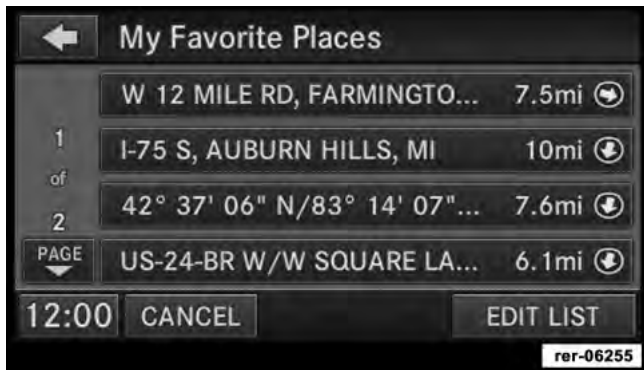 My Favorite Places
W 12 MILE RD, FARMINGTO... 7.5mi
1
I-75 S, AUBURN HILLS, MI 10mi
of
42° 37' 06" N/83° 14' 07"... 7.6mi
2
PAGE
US-24-BR W/W SQUARE LA... 6.1mi
12:00 CANCEL EDIT LIST
rer-06255